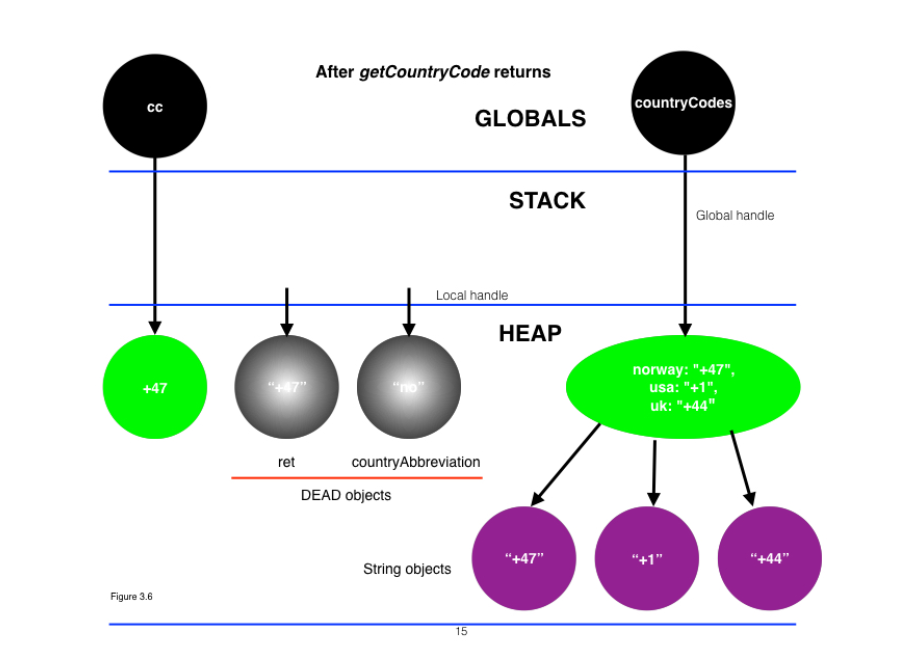 After getCountryCode returns
cc
countryCodes
GLOBALS
STACK
Global handle
Local handle
HEAP
+47
“+47”
“no”
norway: "+47",
usa: "+1",
uk: "+44”
ret
countryAbbreviation
DEAD objects
“+47”
“+1”
“+44”
String objects
Figure 3.6
15